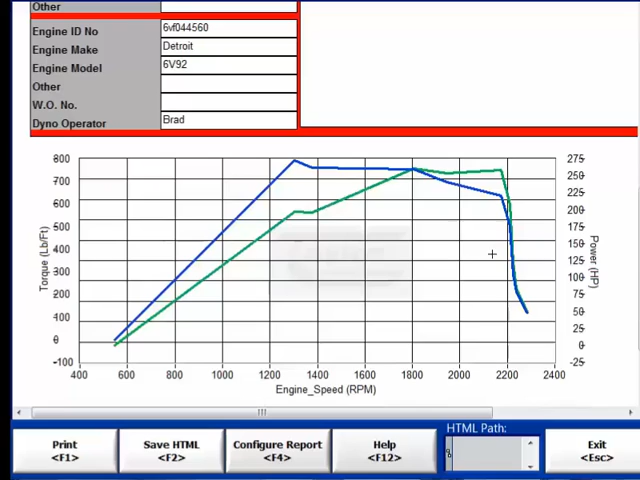 Other
Engine ID No 6vf044560
Engine Make Detroit
Engine Model 6V92
Other
W.O. No.
Dyno Operator Brad
800 275
700 250
600 225
500 200
400 175
300 150
200 125
100 100
0 75
-100 50
25
0
-25
Torque (Lb/Ft)
Power (HP)
400 600 800 1000 1200 1400 1600 1800 2000 2200 2400
Engine_Speed (RPM)
HTML Path:
Print Save HTML Configure Report Help Exit
<F1> <F2> <F4> <F12> <Esc>